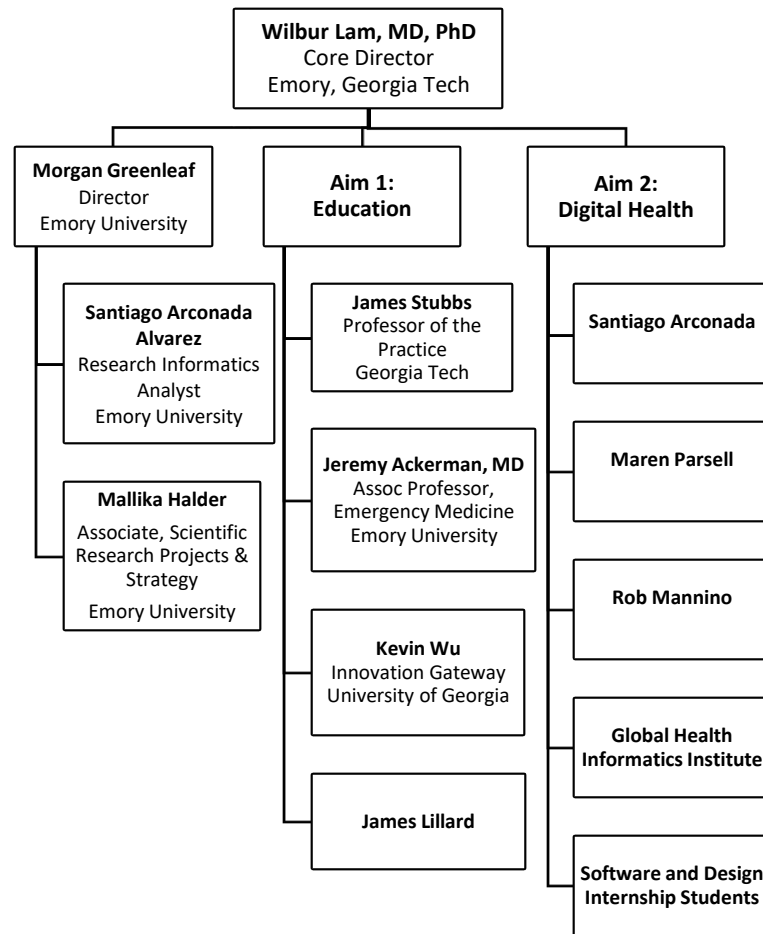 Wilbur Lam, MD, PhD
Core Director
Emory, Georgia Tech
Morgan Greenleaf
Director
Emory University
Santiago Arconada
Alvarez
Research Informatics
Analyst
Emory University
Mallika Halder
Associate, Scientific
Research Projects &
Strategy
Emory University
Aim 1:
Education
James Stubbs
Professor of the
Practice
Georgia Tech
Jeremy Ackerman, MD
Assoc Professor,
Emergency Medicine
Emory University
Kevin Wu
Innovation Gateway
University of Georgia
James Lillard
Aim 2:
Digital Health
Santiago Arconada
Maren Parsell
Rob Mannino
Global Health
Informatics Institute
Software and Design
Internship Students